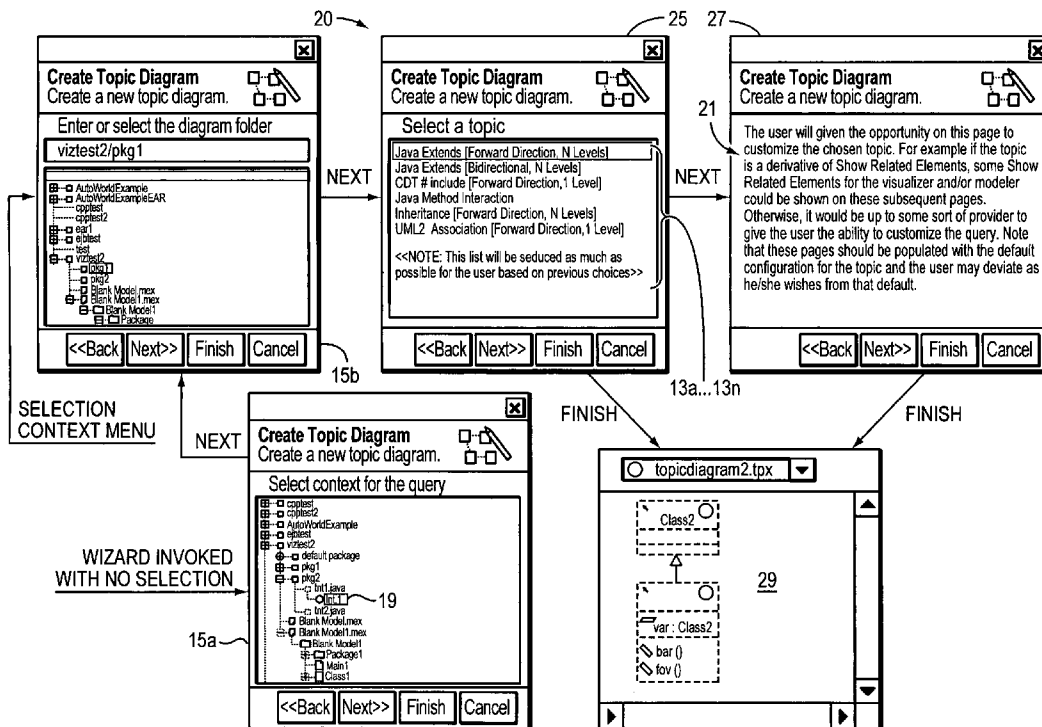 20
25
27
Create Topic Diagram
Create a new topic diagram.
Enter or select the diagram folder
viztest2/pkg1
AutoWorldExample
AutoWorldExampleEAR
cpptest
cpptest2
ear1
ejbtest
test
viztest2
pkg1
pkg2
Blank Model.mex
Blank Model1.mex
Blank Model1
Package
<<Back
Next>>
Finish
Cancel
15b
SELECTION
CONTEXT MENU
NEXT
Create Topic Diagram
Create a new topic diagram.
Select a topic
Java Extends [Forward Direction, N Levels]
Java Extends [Bidirectional, N Levels]
CDT # include [Forward Direction,1 Level]
Java Method Interaction
Inheritance [Forward Direction, N Levels]
UML2 Association [Forward Direction,1 Level]
<<NOTE: This list will be seduced as much as
possible for the user based on previous choices>>
<<Back
Next>>
Finish
Cancel
13a...13n
NEXT
21
Create Topic Diagram
Create a new topic diagram.
The user will given the opportunity on this page to
customize the chosen topic. For example if the topic
is a derivative of Show Related Elements, some Show
Related Elements for the visualizer and/or modeler
could be shown on these subsequent pages.
Otherwise, it would be up to some sort of provider to
give the user the ability to customize the query. Note
that these pages should be populated with the default
configuration for the topic and the user may deviate as
he/she wishes from that default.
<<Back
Next>>
Finish
Cancel
FINISH
FINISH
NEXT
WIZARD INVOKED
WITH NO SELECTION
15a
Create Topic Diagram
Create a new topic diagram.
Select context for the query
cpptest
cpptest2
AutoWorldExample
ejbtest
viztest2
default package
pkg1
pkg2
tnt1.java
Int.1
tnt2.java
Blank Model.mex
Blank Model1.mex
Blank Model1
Package1
Main1
Class1
19
<<Back
Next>>
Finish
Cancel
topicdiagram2.tpx
Class2
var : Class2
bar ()
fov ()
29